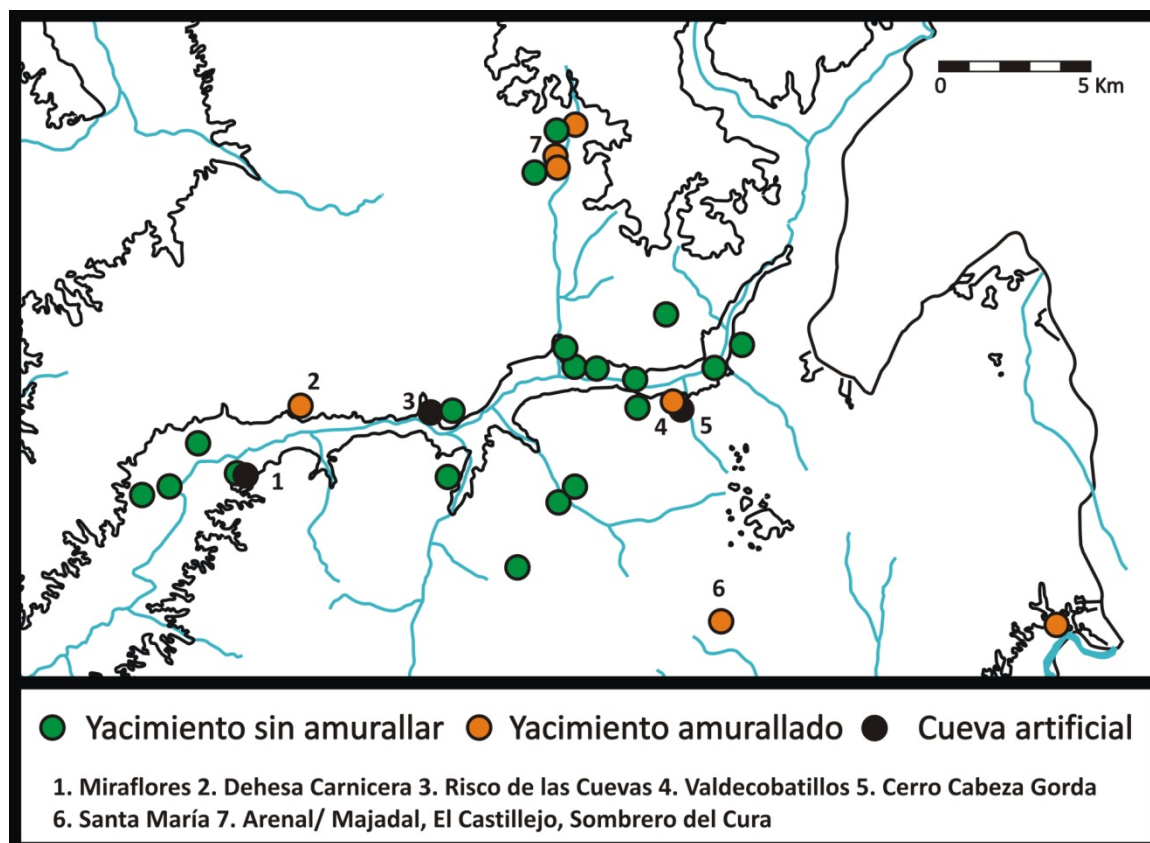 0 5 Km
7
2
3
4 5
1
6
Yacimiento sin amurallar Yacimiento amurallado Cueva artificial
1. Miraflores 2. Dehesa Carnicera 3. Risco de las Cuevas 4. Valdecobatillos 5. Cerro Cabeza Gorda
6. Santa María 7. Arenal/ Majadal, El Castillejo, Sombrero del Cura